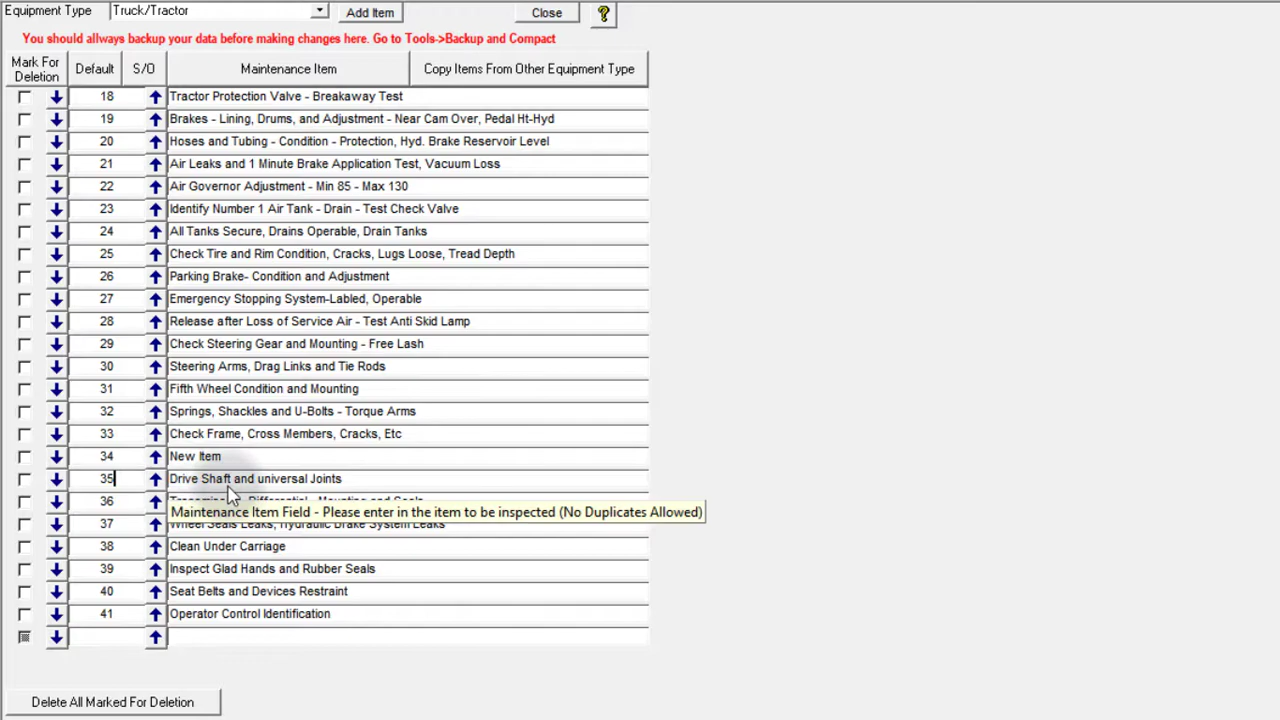 Equipment Type Truck/Tractor Add Item Close ?
You should allways backup your data before making changes here. Go to Tools->Backup and Compact
Mark For Deletion Default S/O Maintenance Item Copy Items From Other Equipment Type
18 Tractor Protection Valve - Breakaway Test
19 Brakes - Lining, Drums, and Adjustment - Near Cam Over, Pedal Ht-Hyd
20 Hoses and Tubing - Condition - Protection, Hyd. Brake Reservoir Level
21 Air Leaks and 1 Minute Brake Application Test, Vacuum Loss
22 Air Governor Adjustment - Min 85 - Max 130
23 Identify Number 1 Air Tank - Drain - Test Check Valve
24 All Tanks Secure, Drains Operable, Drain Tanks
25 Check Tire and Rim Condition, Cracks, Lugs Loose, Tread Depth
26 Parking Brake- Condition and Adjustment
27 Emergency Stopping System-Labled, Operable
28 Release after Loss of Service Air - Test Anti Skid Lamp
29 Check Steering Gear and Mounting - Free Lash
30 Steering Arms, Drag Links and Tie Rods
31 Fifth Wheel Condition and Mounting
32 Springs, Shackles and U-Bolts - Torque Arms
33 Check Frame, Cross Members, Cracks, Etc
34 New Item
35 Drive Shaft and universal Joints
36 Differential - Mounting and Seals
Maintenance Item Field - Please enter in the item to be inspected (No Duplicates Allowed)
37 Wheel Seals Leaks, Hydraulic Brake System Leaks
38 Clean Under Carriage
39 Inspect Glad Hands and Rubber Seals
40 Seat Belts and Devices Restraint
41 Operator Control Identification
Delete All Marked For Deletion